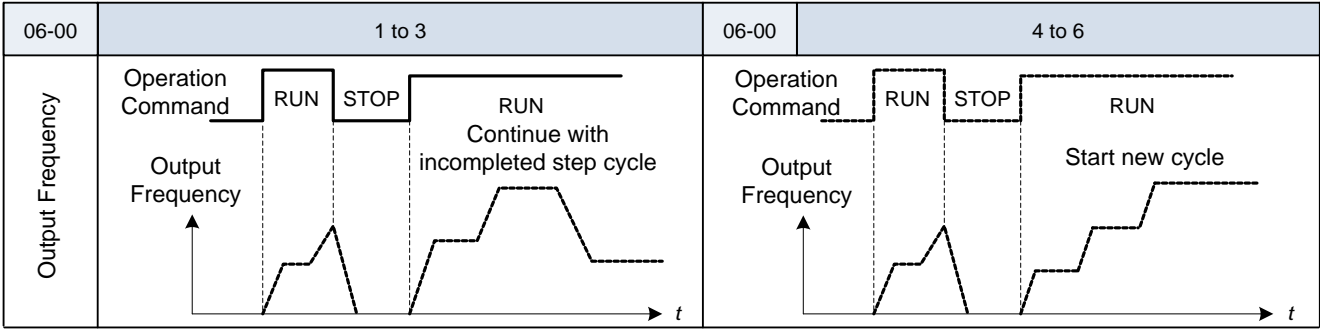 06-00
1 to 3
06-00
4 to 6
Output Frequency
Operation
Command
RUN
STOP
RUN
Continue with
incompleted step cycle
Output
Frequency
t
Operation
Command
RUN
STOP
RUN
Start new cycle
Output
Frequency
t